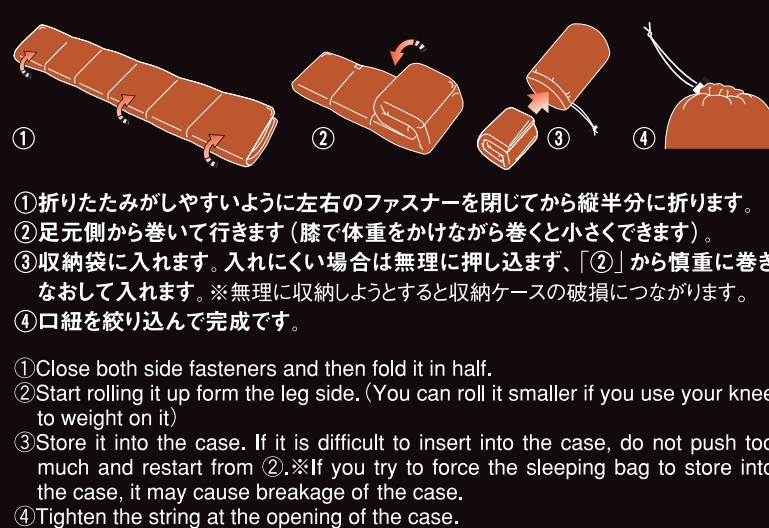 ① ② ③ ④
①折りたたみがしやすいように左右のファスナーを閉じてから縦半分に折ります。
②足元側から巻いて行きます（膝で体重をかけながら巻くと小さくできます）。
③収納袋に入れます。入れにくい場合は無理に押し込まず、「②」から慎重に巻き
なおして入れます。※無理に収納しようとすると収納ケースの破損につながります。
④口紐を絞り込んで完成です。
①Close both side fasteners and then fold it in half.
②Start rolling it up form the leg side.（You can roll it smaller if you use your knee
to weight on it）
③Store it into the case. If it is difficult to insert into the case, do not push too
much and restart from ②.※If you try to force the sleeping bag to store into
the case, it may cause breakage of the case.
④Tighten the string at the opening of the case.